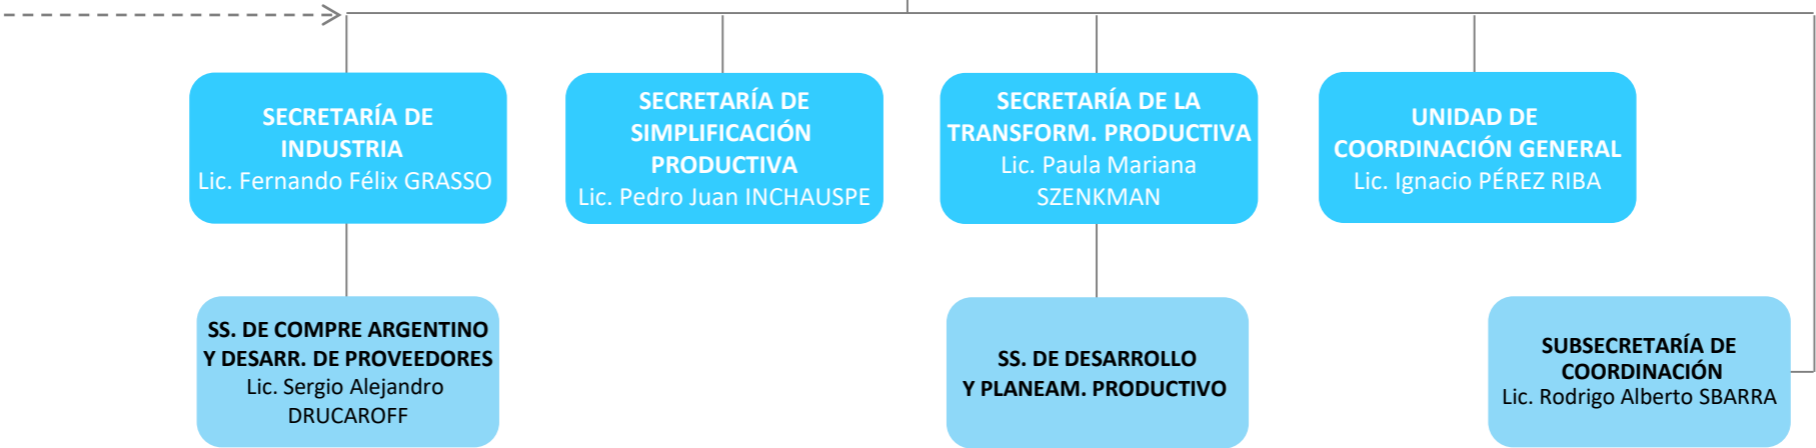 SECRETARÍA DE
INDUSTRIA
Lic. Fernando Félix GRASSO
SECRETARÍA DE
SIMPLIFICACIÓN
PRODUCTIVA
Lic. Pedro Juan INCHAUSPE
SECRETARÍA DE LA
TRANSFORM. PRODUCTIVA
Lic. Paula Mariana
SZENKMAN
UNIDAD DE
COORDINACIÓN GENERAL
Lic. Ignacio PÉREZ RIBA
SS. DE COMPRE ARGENTINO
Y DESARR. DE PROVEEDORES
Lic. Sergio Alejandro
DRUCAROFF
SS. DE DESARROLLO
Y PLANEAM. PRODUCTIVO
SUBSECRETARÍA DE
COORDINACIÓN
Lic. Rodrigo Alberto SBARRA